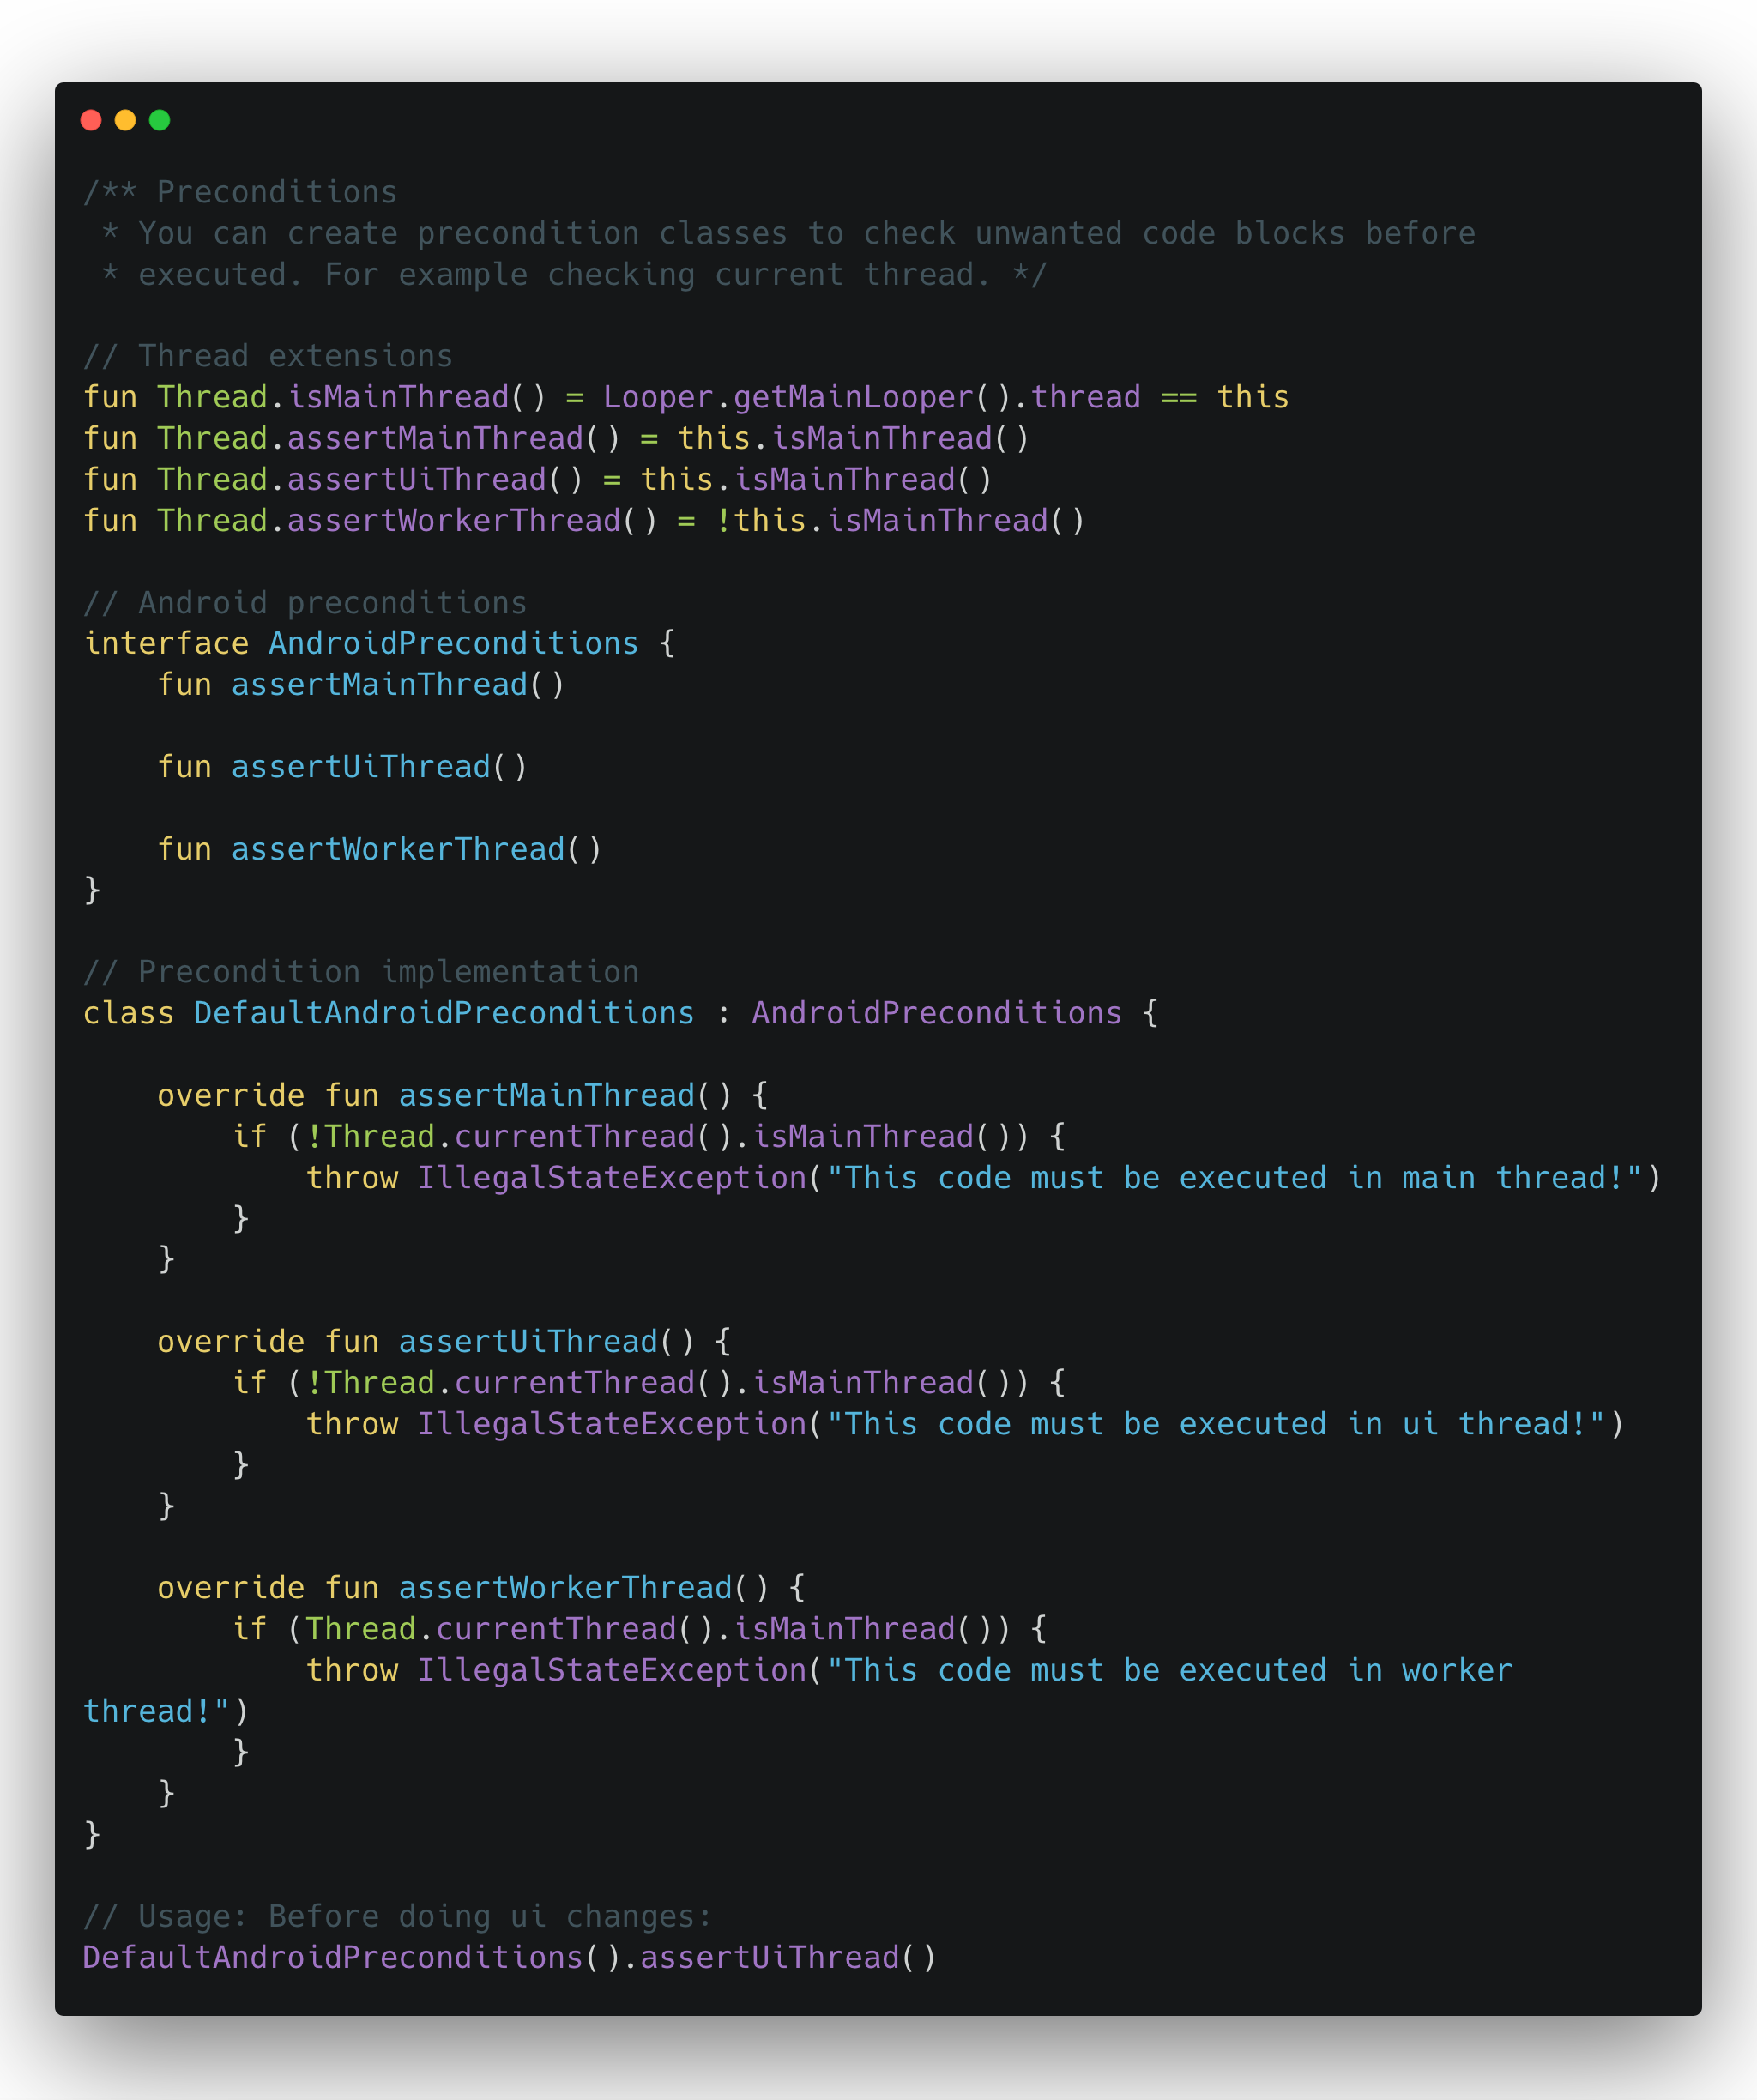 /** Preconditions
 * You can create precondition classes to check unwanted code blocks before
 * executed. For example checking current thread. */

// Thread extensions
fun Thread.isMainThread() = Looper.getMainLooper().thread == this
fun Thread.assertMainThread() = this.isMainThread()
fun Thread.assertUiThread() = this.isMainThread()
fun Thread.assertWorkerThread() = !this.isMainThread()

// Android preconditions
interface AndroidPreconditions {
    fun assertMainThread()

    fun assertUiThread()

    fun assertWorkerThread()
}

// Precondition implementation
class DefaultAndroidPreconditions : AndroidPreconditions {

    override fun assertMainThread() {
        if (!Thread.currentThread().isMainThread()) {
            throw IllegalStateException("This code must be executed in main thread!")
        }
    }

    override fun assertUiThread() {
        if (!Thread.currentThread().isMainThread()) {
            throw IllegalStateException("This code must be executed in ui thread!")
        }
    }

    override fun assertWorkerThread() {
        if (Thread.currentThread().isMainThread()) {
            throw IllegalStateException("This code must be executed in worker
thread!")
        }
    }
}

// Usage: Before doing ui changes:
DefaultAndroidPreconditions().assertUiThread()